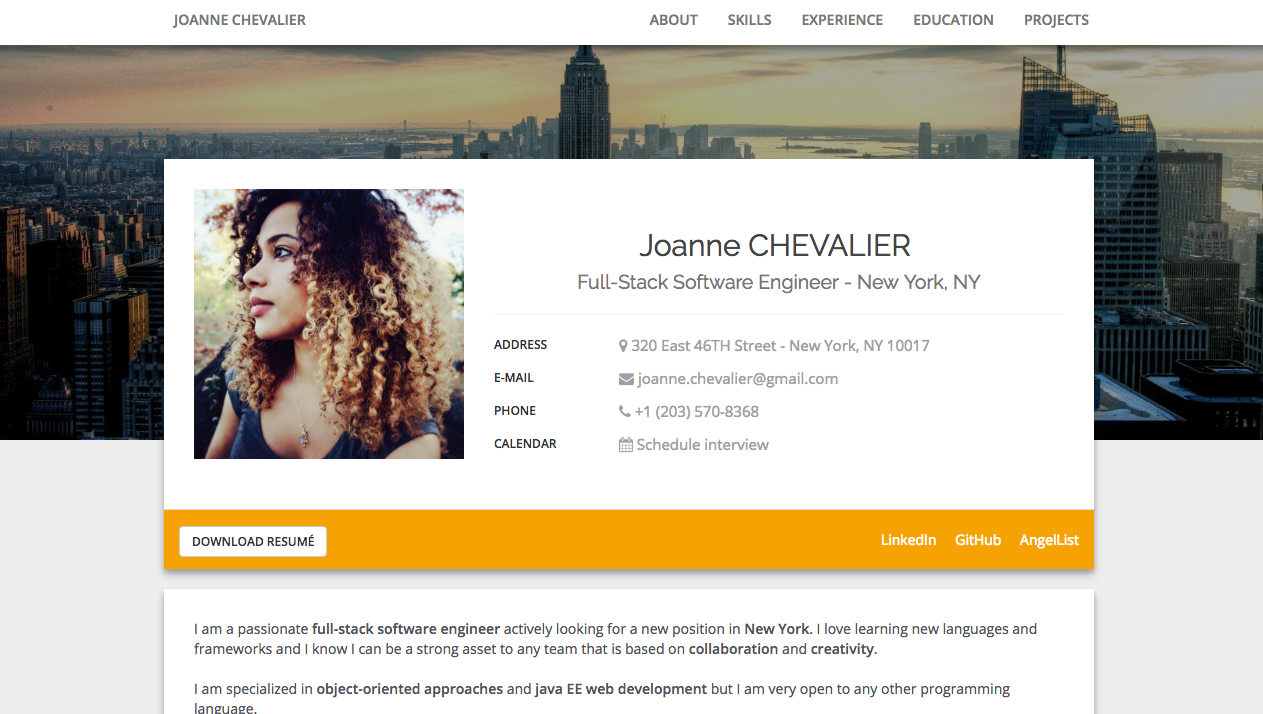 JOANNE CHEVALIER ABOUT SKILLS EXPERIENCE EDUCATION PROJECTS
Joanne CHEVALIER
Full-Stack Software Engineer - New York, NY
ADDRESS 320 East 46TH Street - New York, NY 10017
E-MAIL joanne.chevalier@gmail.com
PHONE +1 (203) 570-8368
CALENDAR Schedule interview
DOWNLOAD RESUMÉ LinkedIn GitHub AngelList
I am a passionate full-stack software engineer actively looking for a new position in New York. I love learning new languages and
frameworks and I know I can be a strong asset to any team that is based on collaboration and creativity.
I am specialized in object-oriented approaches and java EE web development but I am very open to any other programming
language.